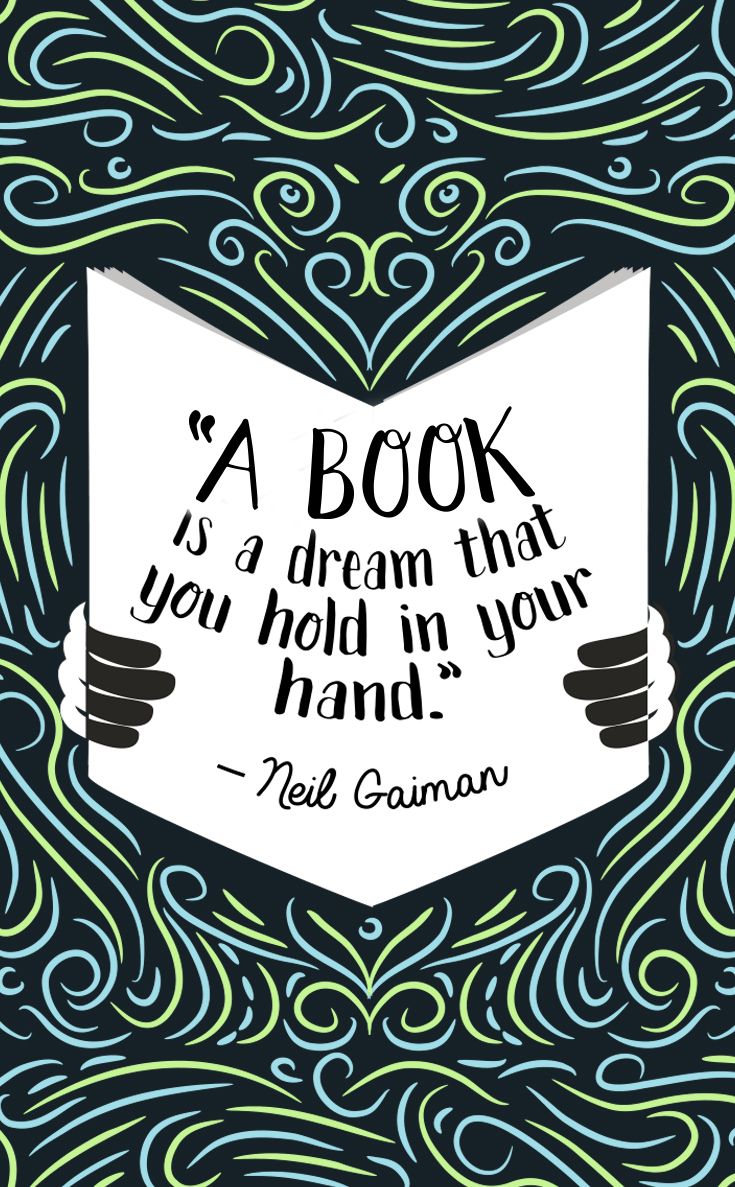 “A BOOK
is a dream that
you hold in your
hand.”
– Neil Gaiman